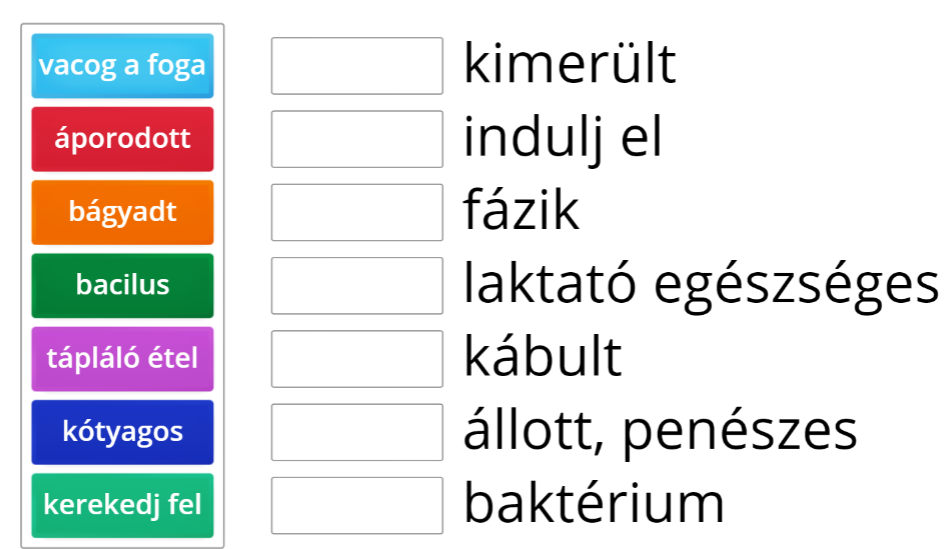 vacog a foga
áporodott
bágyadt
bacilus
tápláló étel
kótyagos
kerekedj fel
kimerült
indulj el
fázik
laktató egészséges
kábult
állott, penészes
baktérium